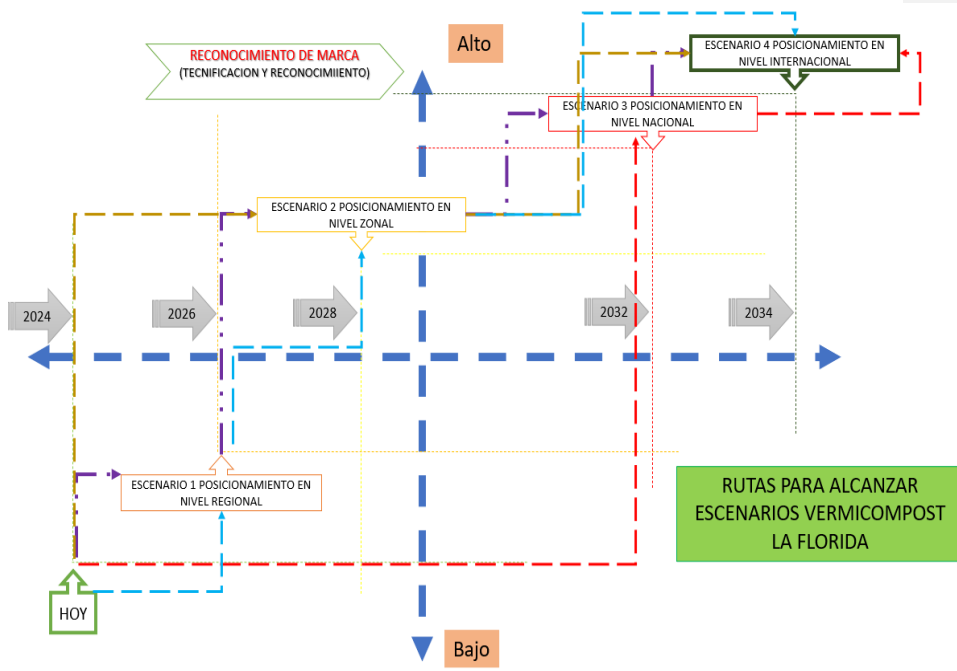 RECONOCIMIENTO DE MARCA
(TECNIFICACION Y RECONOCIMIENTO)
Alto
ESCENARIO 4 POSICIONAMIENTO EN
NIVEL INTERNACIONAL
ESCENARIO 3 POSICIONAMIENTO EN
NIVEL NACIONAL
ESCENARIO 2 POSICIONAMIENTO EN
NIVEL ZONAL
2024
2026
2028
2032
2034
ESCENARIO 1 POSICIONAMIENTO EN
NIVEL REGIONAL
RUTAS PARA ALCANZAR
ESCENARIOS VERMICOMPOST
LA FLORIDA
HOY
Bajo